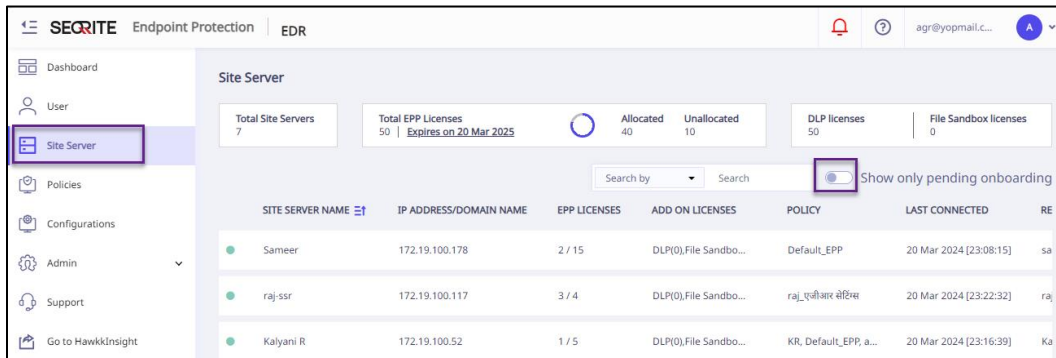 SEQRITE Endpoint Protection EDR
agr@yopmail.c...
A
Dashboard
User
Site Server
Policies
Configurations
Admin
Support
Go to HawkkInsight
Site Server
Total Site Servers
7
Total EPP Licenses
50 | Expires on 20 Mar 2025
Allocated Unallocated
40 10
DLP licenses File Sandbox licenses
50 0
Search by Search Show only pending onboarding
SITE SERVER NAME IP ADDRESS/DOMAIN NAME EPP LICENSES ADD ON LICENSES POLICY LAST CONNECTED RE
Sameer 172.19.100.178 2 / 15 DLP(0),File Sandbo... Default_EPP 20 Mar 2024 [23:08:15] sa
raj-ssr 172.19.100.117 3 / 4 DLP(0),File Sandbo... raj_एजीआर सेटिंग्स 20 Mar 2024 [23:22:32] raj
Kalyani R 172.19.100.52 1 / 5 DLP(0),File Sandbo... KR, Default_EPP, a... 20 Mar 2024 [23:16:39] Ka